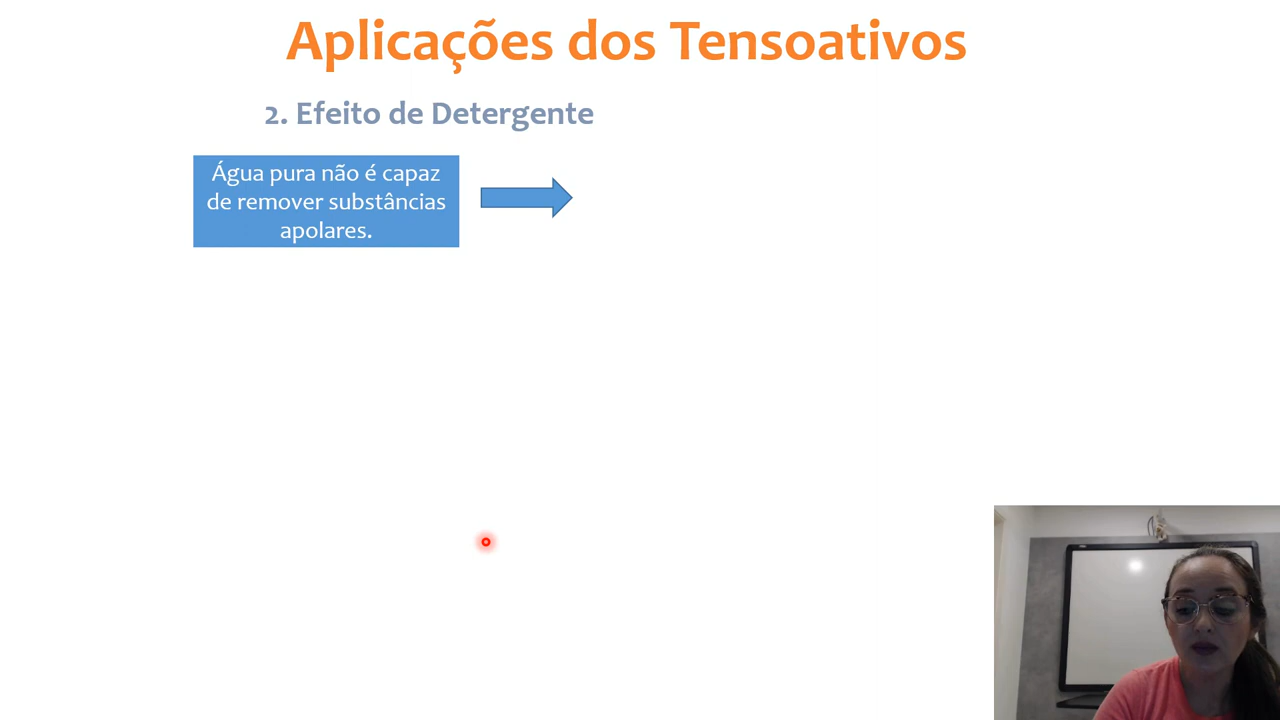 Aplicações dos Tensoativos
2. Efeito de Detergente
Água pura não é capaz
de remover substâncias
apolares.